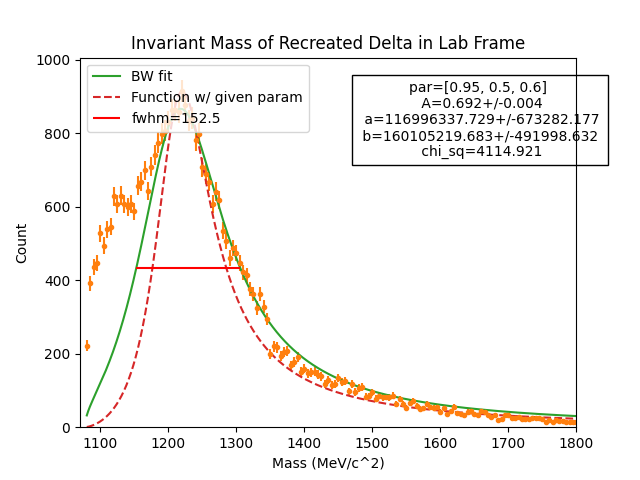 Invariant Mass of Recreated Delta in Lab Frame
BW fit
Function w/ given param
fwhm=152.5
par=[0.95, 0.5, 0.6]
A=0.692+/-0.004
a=116996337.729+/-673282.177
b=160105219.683+/-491998.632
chi_sq=4114.921
Count
1000
800
600
400
200
0
1100
1200
1300
1400
1500
1600
1700
1800
Mass (MeV/c^2)